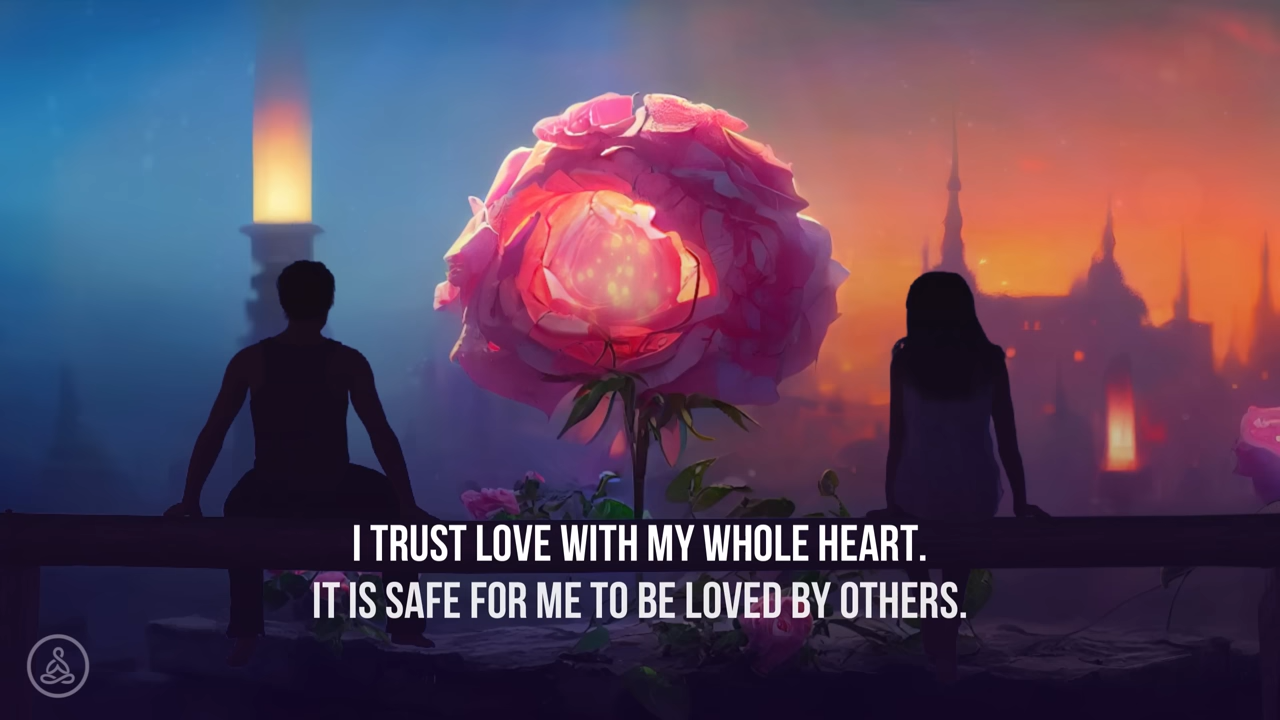 I TRUST LOVE WITH MY WHOLE HEART.
IT IS SAFE FOR ME TO BE LOVED BY OTHERS.